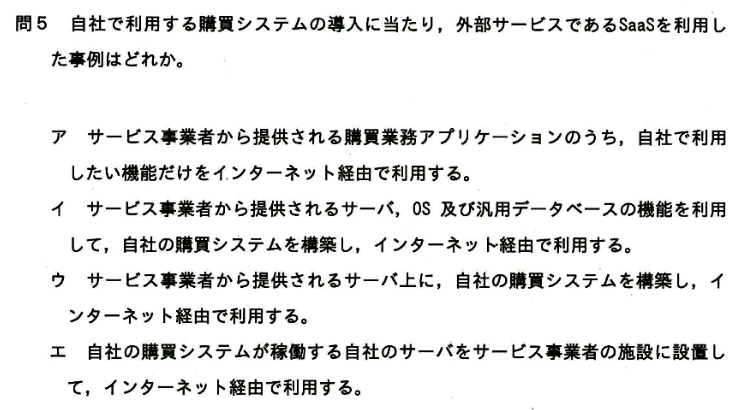 問5 自社で利用する購買システムの導入に当たり，外部サービスであるSaaSを利用し
た事例はどれか。
ア サービス事業者から提供される購買業務アプリケーションのうち，自社で利用
したい機能だけをインターネット経由で利用する。
イ サービス事業者から提供されるサーバ，OS 及び汎用データベースの機能を利用
して，自社の購買システムを構築し，インターネット経由で利用する。
ウ サービス事業者から提供されるサーバ上に，自社の購買システムを構築し，イ
ンターネット経由で利用する。
エ 自社の購買システムが稼働する自社のサーバをサービス事業者の施設に設置し
て，インターネット経由で利用する。